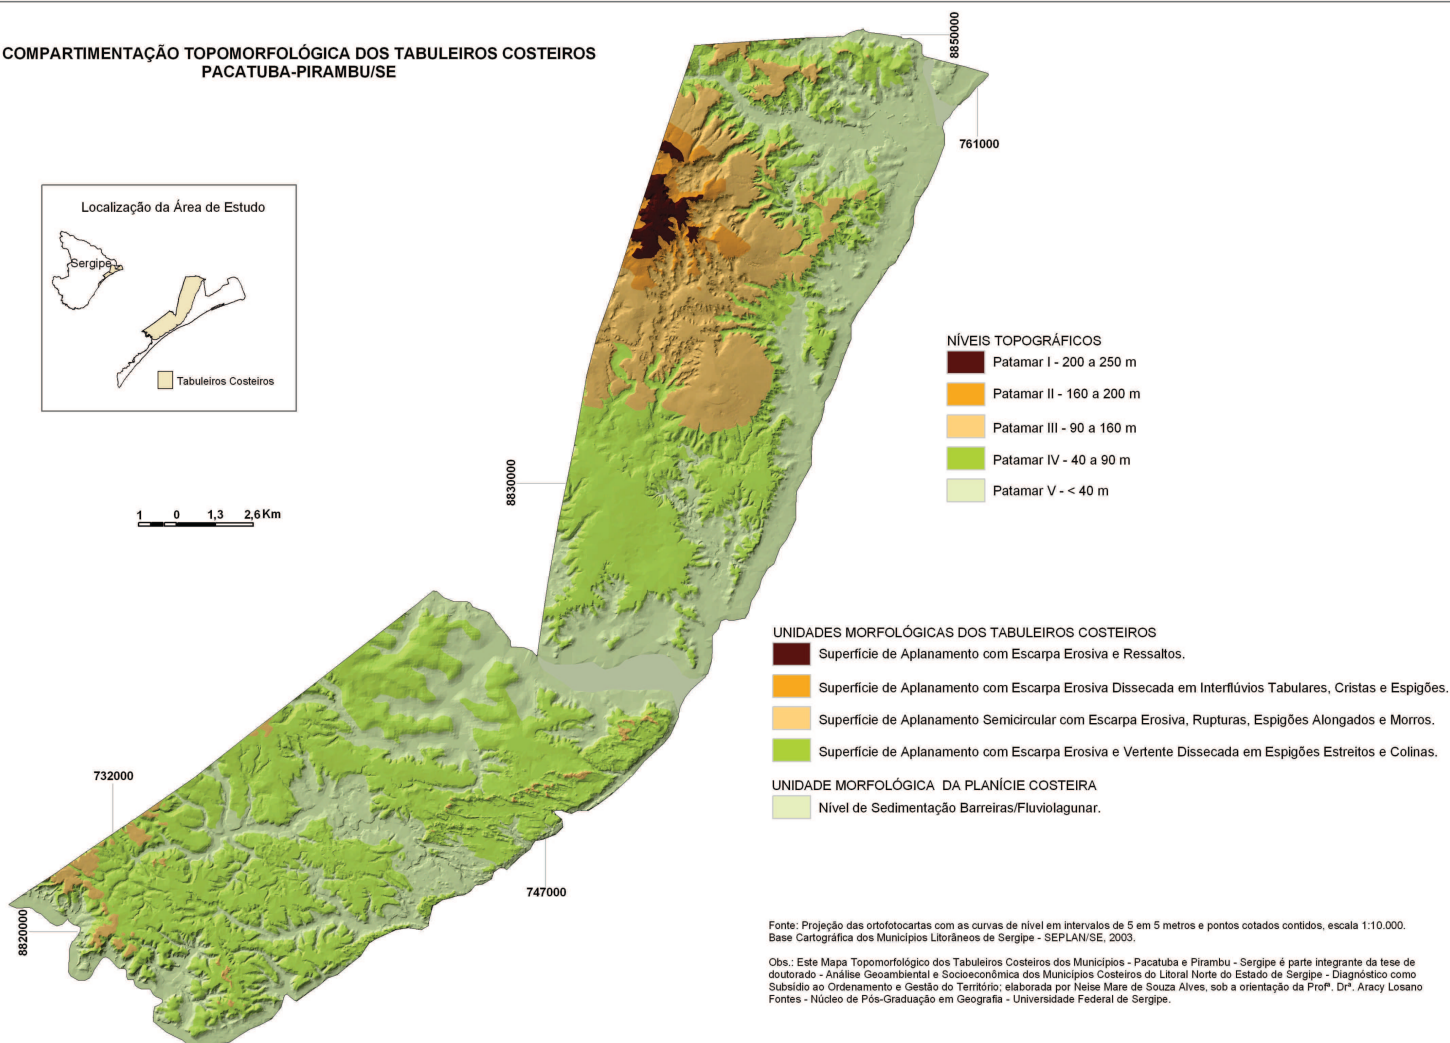 COMPARTIMENTAÇÃO TOPOMORFOLÓGICA DOS TABULEIROS COSTEIROS
PACATUBA-PIRAMBU/SE
8850000
761000
Localização da Área de Estudo
Sergipe
Tabuleiros Costeiros
NÍVEIS TOPOGRÁFICOS
Patamar I - 200 a 250 m
Patamar II - 160 a 200 m
Patamar III - 90 a 160 m
Patamar IV - 40 a 90 m
Patamar V - < 40 m
8830000
1 0 1,3 2,6 Km
UNIDADES MORFOLÓGICAS DOS TABULEIROS COSTEIROS
Superfície de Aplanamento com Escarpa Erosiva e Ressaltos.
Superfície de Aplanamento com Escarpa Erosiva Dissecada em Interflúvios Tabulares, Cristas e Espigões.
Superfície de Aplanamento Semicircular com Escarpa Erosiva, Rupturas, Espigões Alongados e Morros.
Superfície de Aplanamento com Escarpa Erosiva e Vertente Dissecada em Espigões Estreitos e Colinas.
UNIDADE MORFOLÓGICA DA PLANÍCIE COSTEIRA
Nível de Sedimentação Barreiras/Fluviolagunar.
732000
747000
8820000
Fonte: Projeção das ortofotocartas com as curvas de nível em intervalos de 5 em 5 metros e pontos cotados contidos, escala 1:10.000.
Base Cartográfica dos Municipios Litorâneos de Sergipe - SEPLAN/SE, 2003.
Obs.: Este Mapa Topomorfológico dos Tabuleiros Costeiros dos Municipios - Pacatuba e Pirambu - Sergipe é parte integrante da tese de
doutorado - Análise Geoambiental e Socioeconômica dos Municípios Costeiros do Litoral Norte do Estado de Sergipe - Diagnóstico como
Subsídio ao Ordenamento e Gestão do Território; elaborada por Neise Mare de Souza Alves, sob a orientação da Profª. Drª. Aracy Losano
Fontes - Núcleo de Pós-Graduação em Geografia - Universidade Federal de Sergipe.